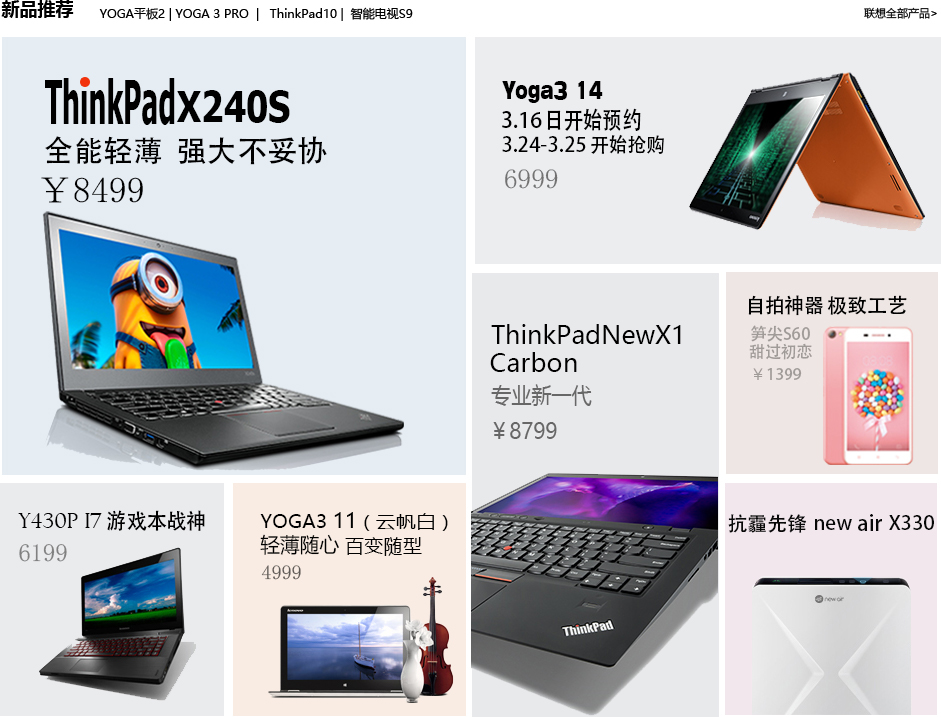 新品推荐
YOGA平板2 | YOGA 3 PRO | ThinkPad10 | 智能电视S9
联想全部产品>
ThinkPadX240S
全能轻薄 强大不妥协
￥8499
Yoga3 14
3.16日开始预约
3.24-3.25开始抢购
6999
ThinkPadNewX1
Carbon
专业新一代
￥8799
ThinkPad
自拍神器 极致工艺
笋尖S60
甜过初恋
￥1399
Y430P I7 游戏本战神
6199
YOGA3 11（云帆白）
轻薄随心 百变随型
4999
抗霾先锋 new air X330
new air